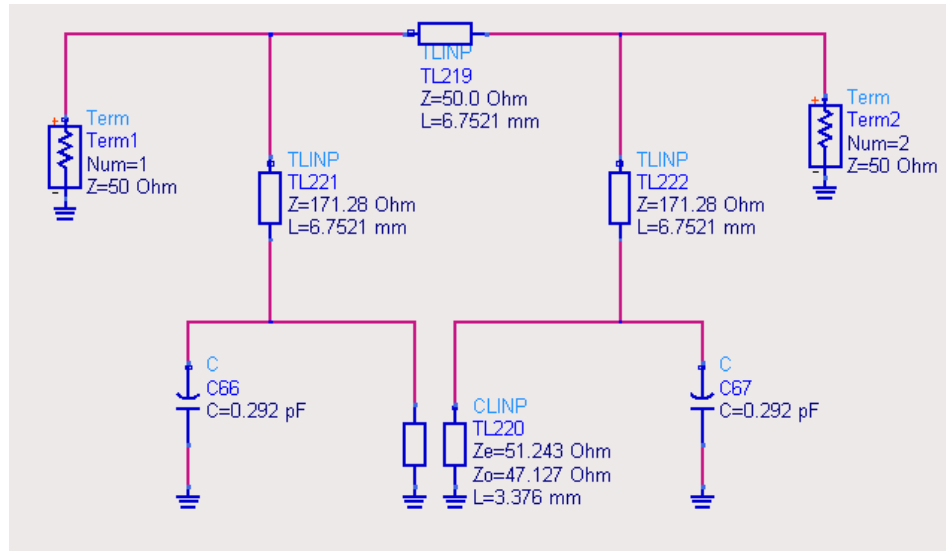 TLINP
TL219
Z=50.0 Ohm
L=6.7521 mm
+
Term
Term1
Num=1
Z=50 Ohm
-
TLINP
TL221
Z=171.28 Ohm
L=6.7521 mm
TLINP
TL222
Z=171.28 Ohm
L=6.7521 mm
+
Term
Term2
Num=2
Z=50 Ohm
-
C
C66
C=0.292 pF
CLINP
TL220
Ze=51.243 Ohm
Zo=47.127 Ohm
L=3.376 mm
C
C67
C=0.292 pF